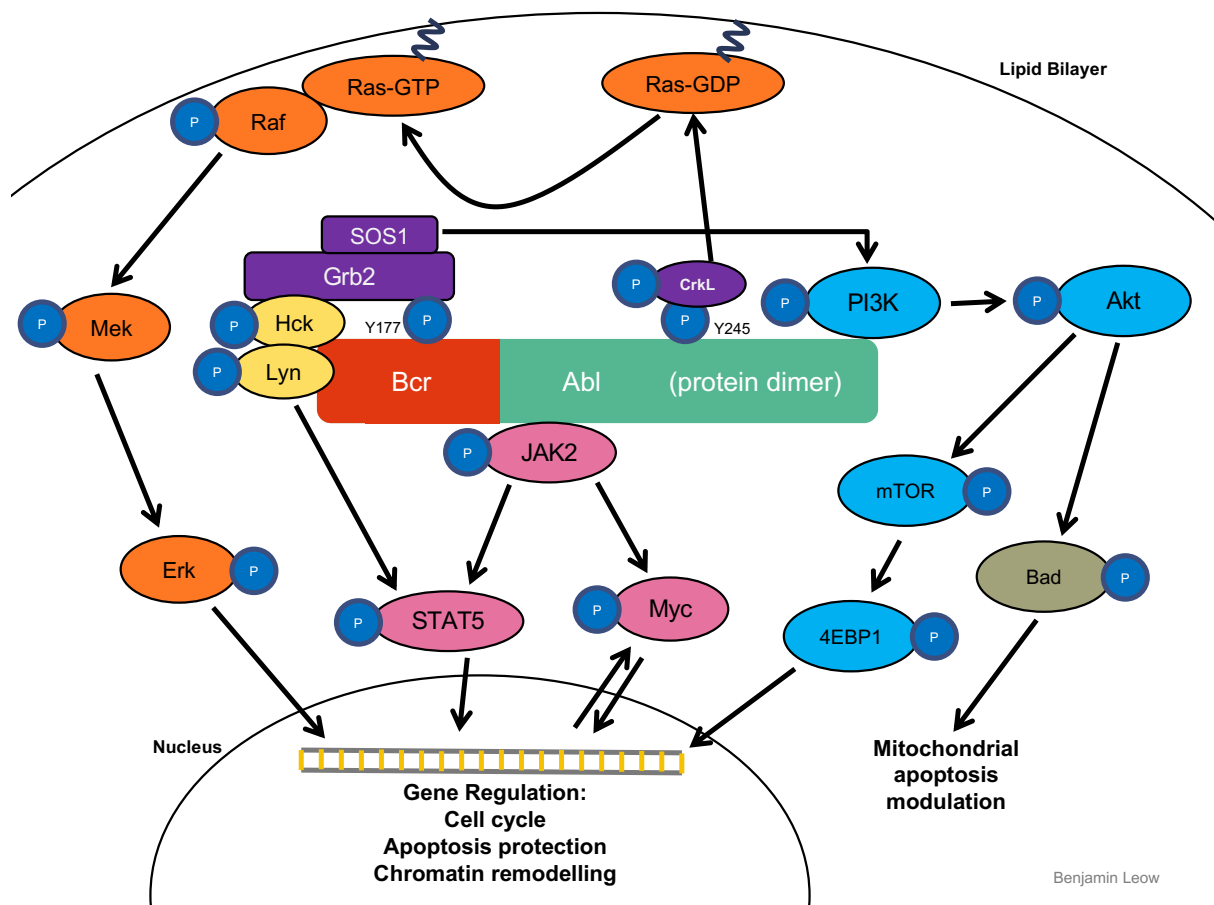 Lipid Bilayer
Ras-GTP
Ras-GDP
P
Raf
SOS1
Grb2
P
CrkL
P
PI3K
P
Akt
P
Mek
P
Hck
Y177
P
P
Y245
P
Lyn
Bcr
Abl
(protein dimer)
P
JAK2
mTOR
P
Erk
P
Bad
P
P
STAT5
P
Myc
4EBP1
P
Nucleus
Mitochondrial
apoptosis
modulation
Gene Regulation:
Cell cycle
Apoptosis protection
Chromatin remodelling
Benjamin Leow